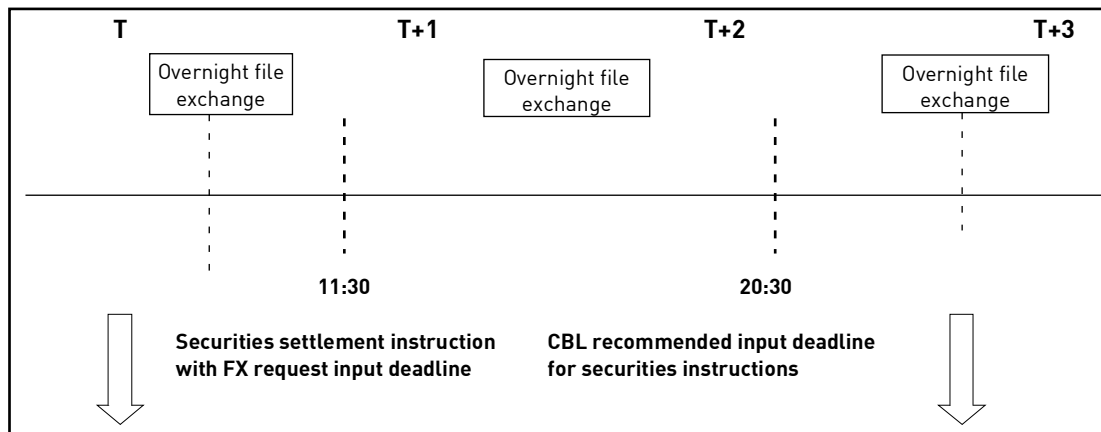 T T+1 T+2 T+3
Overnight file
exchange
Overnight file
exchange
Overnight file
exchange
11:30 20:30
Securities settlement instruction
with FX request input deadline
CBL recommended input deadline
for securities instructions